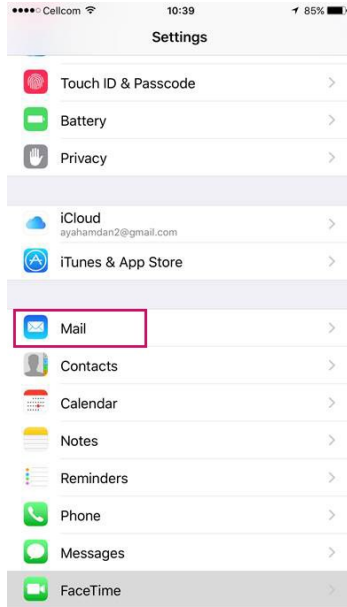 Cellcom 10:39 85%
Settings
Touch ID & Passcode
Battery
Privacy
iCloud
ayahamdan2@gmail.com
iTunes & App Store
Mail
Contacts
Calendar
Notes
Reminders
Phone
Messages
FaceTime